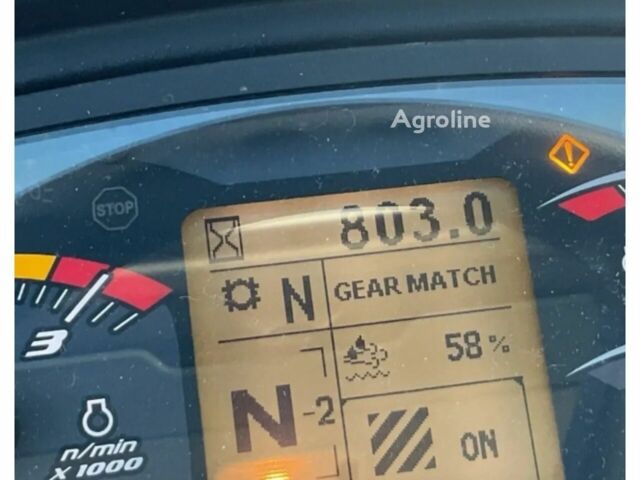 Agroline
STOP
803.0
N
GEAR MATCH
58%
3
N-2
ON
n/min
X 1000